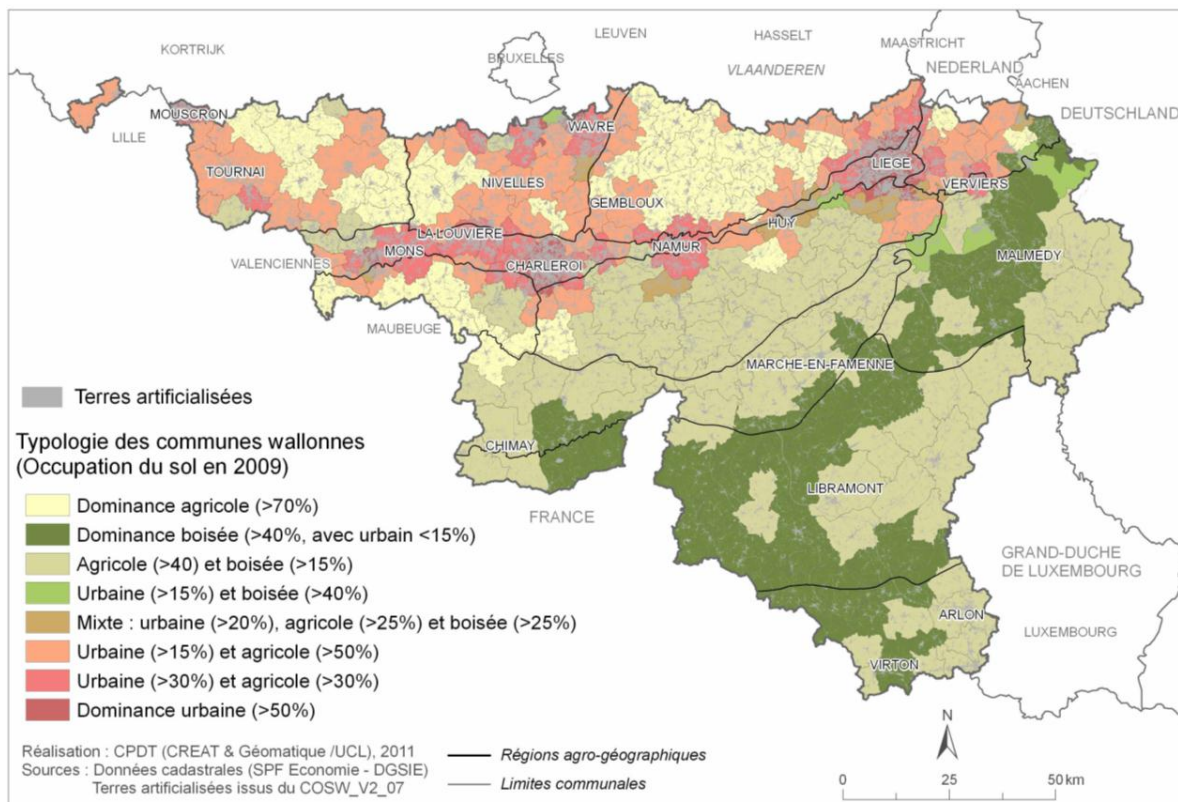 KORTRIJK
LEUVEN
HASSELT
MAASTRICHT
BRUXELLES
VLAANDEREN
NEDERLAND
AACHEN
DEUTSCHLAND
MOUSCRON
LILLE
WAVRE
TOURNAI
LIEGE
NIVELLES
VERVIERS
GEMBLOUX
HUY
LA-LOUVIERE
NAMUR
MONS
VALENCIENNES
CHARLEROI
MALMEDY
MAUBEUGE
MARCHE-EN-FAMENNE
CHIMAY
LIBRAMONT
FRANCE
GRAND-DUCHE
DE LUXEMBOURG
ARLON
LUXEMBOURG
VIRTON
Terres artificialisées
Typologie des communes wallonnes
(Occupation du sol en 2009)
Dominance agricole (>70%)
Dominance boisée (>40%, avec urbain <15%)
Agricole (>40) et boisée (>15%)
Urbaine (>15%) et boisée (>40%)
Mixte : urbaine (>20%), agricole (>25%) et boisée (>25%)
Urbaine (>15%) et agricole (>50%)
Urbaine (>30%) et agricole (>30%)
Dominance urbaine (>50%)
Réalisation : CPDT (CREAT & Géomatique /UCL), 2011
Sources : Données cadastrales (SPF Economie - DGSIE)
Terres artificialisées issus du COSW_V2_07
Régions agro-géographiques
Limites communales
N
0 25 50 km